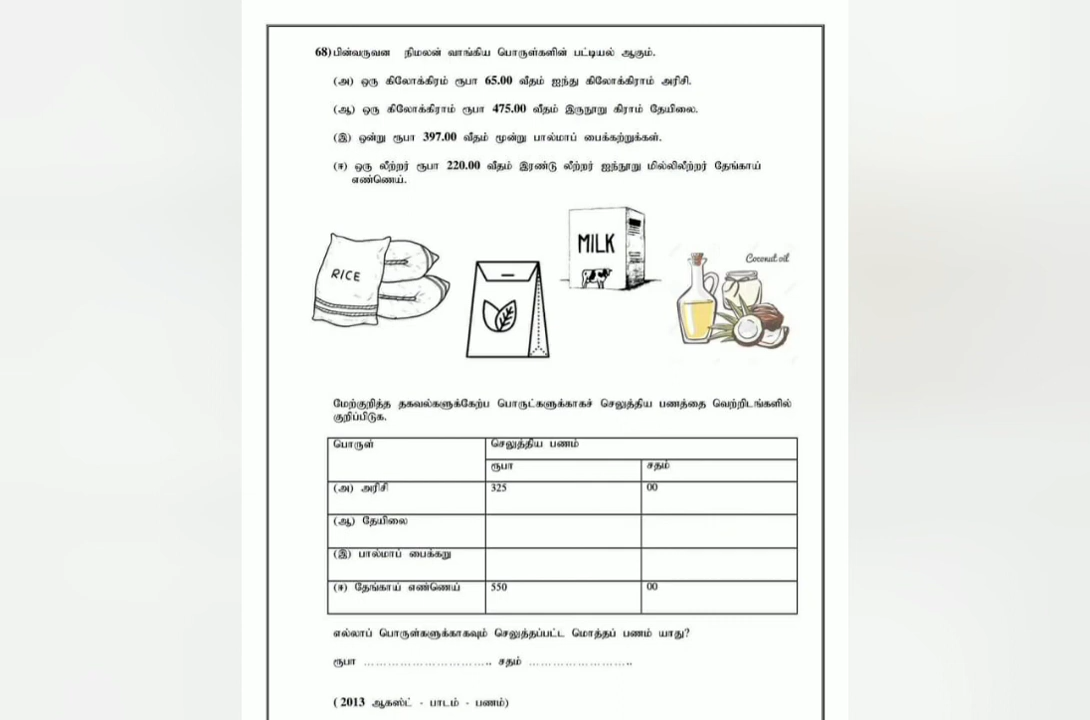 68) பின்வருவன நிமலன் வாங்கிய பொருள்களின் பட்டியல் ஆகும்.
(அ) ஒரு கிலோக்கிரம் ரூபா 65.00 வீதம் ஐந்து கிலோக்கிராம் அரிசி.
(ஆ) ஒரு கிலோக்கிராம் ரூபா 475.00 வீதம் இருநூறு கிராம் தேயிலை.
(இ) ஒன்று ரூபா 397.00 வீதம் மூன்று பால்மாப் பைக்கற்றுக்கள்.
(ஈ) ஒரு லீற்றர் ரூபா 220.00 வீதம் இரண்டு லீற்றர் ஐந்நூறு மில்லிலீற்றர் தேங்காய்
எண்ணெய்.
RICE
MILK
Coconut oil
மேற்குறித்த தகவல்களுக்கேற்ப பொருட்களுக்காகச் செலுத்திய பணத்தை வெற்றிடங்களில்
குறிப்பிடுக.
பொருள் செலுத்திய பணம்
ரூபா சதம்
(அ) அரிசி 325 00
(ஆ) தேயிலை
(இ) பால்மாப் பைக்கறு
(ஈ) தேங்காய் எண்ணெய் 550 00
எல்லாப் பொருள்களுக்காகவும் செலுத்தப்பட்ட மொத்தப் பணம் யாது?
ரூபா ................................. சதம் ...........................
( 2013 ஆகஸ்ட் - பாடம் - பணம்)